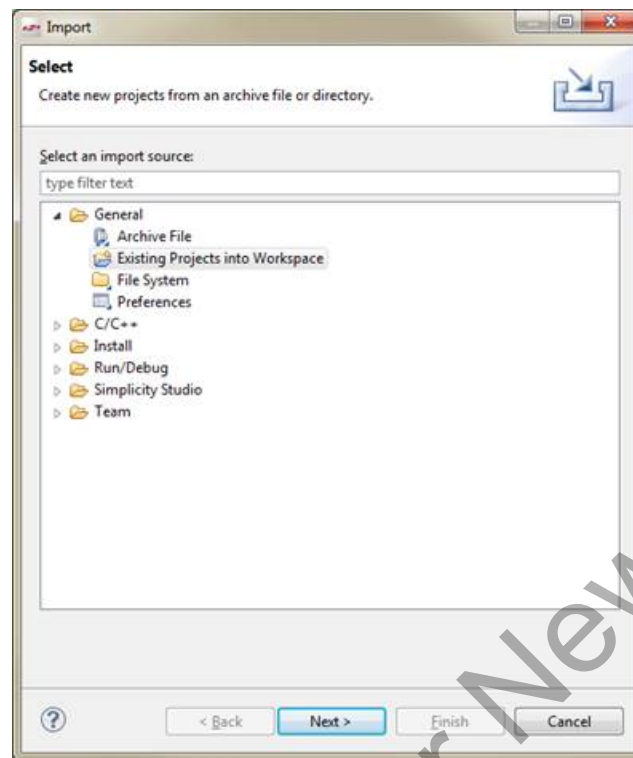 Import
Select
Create new projects from an archive file or directory.
Select an import source:
type filter text
General
Archive File
Existing Projects into Workspace
File System
Preferences
C/C++
Install
Run/Debug
Simplicity Studio
Team
< Back
Next >
Finish
Cancel
r New